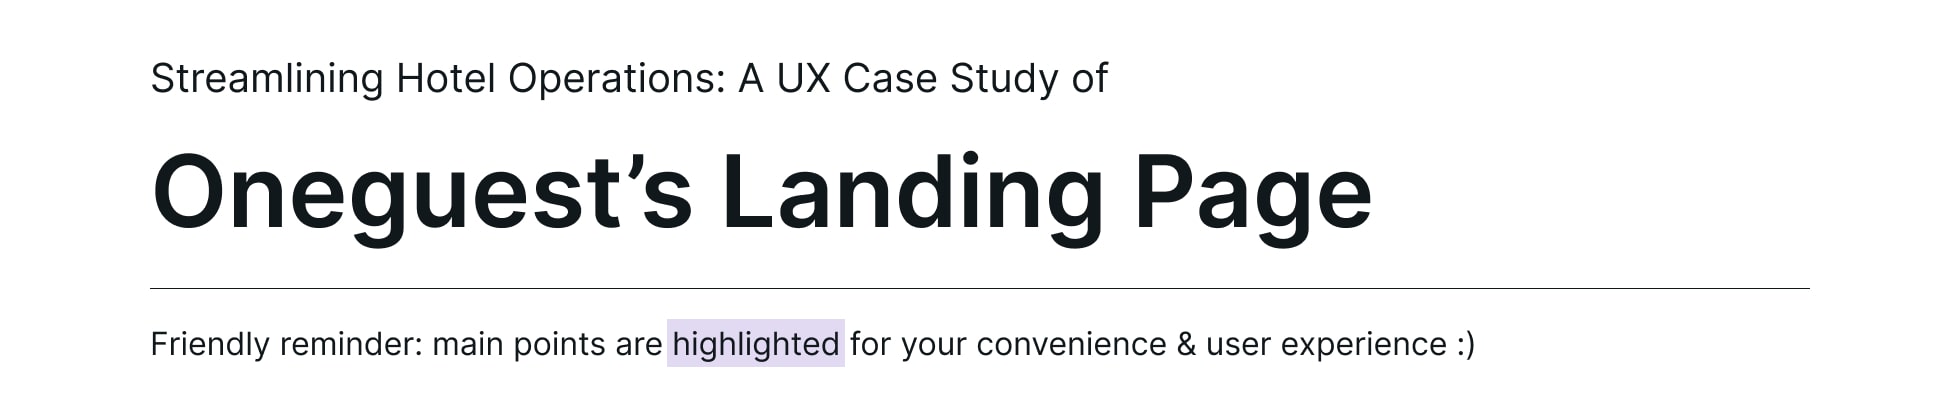 Streamlining Hotel Operations: A UX Case Study of
Oneguest’s Landing Page
Friendly reminder: main points are highlighted for your convenience & user experience :)